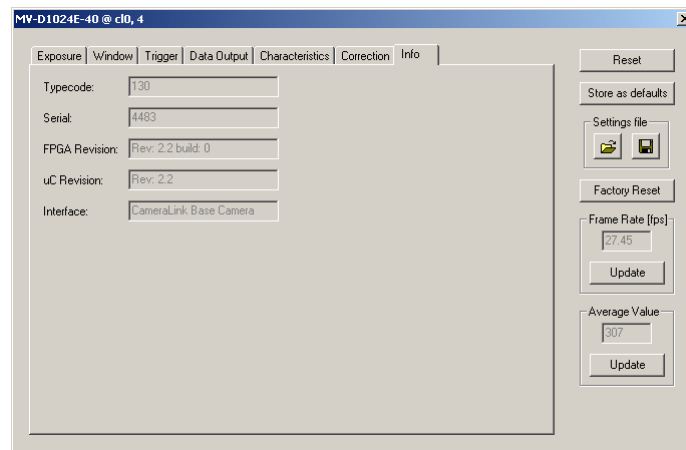 MV-D1024E-40 @ cl0, 4
Exposure Window Trigger Data Output Characteristics Correction Info
Typecode: 130
Serial: 4483
FPGA Revision: Rev: 2.2 build: 0
uC Revision: Rev: 2.2
Interface: CameraLink Base Camera
Reset
Store as defaults
Settings file
Factory Reset
Frame Rate [fps]
27.45
Update
Average Value
307
Update